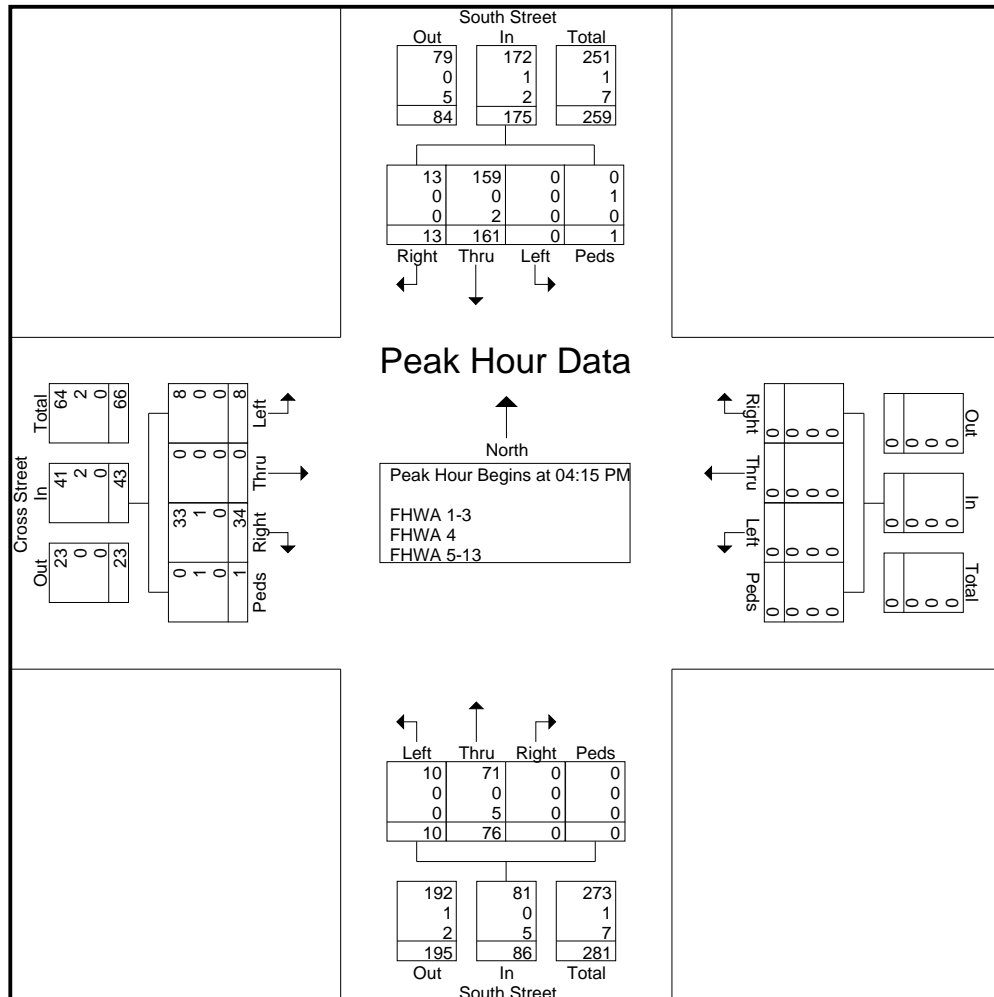 South Street
Out In Total
79 172 251
0 1 1
5 2 7
84 175 259
13 159 0 0
0 0 0 1
0 2 0 0
13 161 0 1
Right Thru Left Peds
Peak Hour Data
North
Peak Hour Begins at 04:15 PM
FHWA 1-3
FHWA 4
FHWA 5-13
Cross Street
Out In Total
23 41 64
0 2 2
0 0 0
23 43 66
0 33 0 8
1 1 0 0
0 0 0 0
1 34 0 8
Peds Right Thru Left
Out In Total
0 0 0
0 0 0
0 0 0
0 0 0
Right Thru Left Peds
0 0 0 0
0 0 0 0
0 0 0 0
0 0 0 0
Left Thru Right Peds
10 71 0 0
0 0 0 0
0 5 0 0
10 76 0 0
192 81 273
1 0 1
2 5 7
195 86 281
Out In Total
South Street